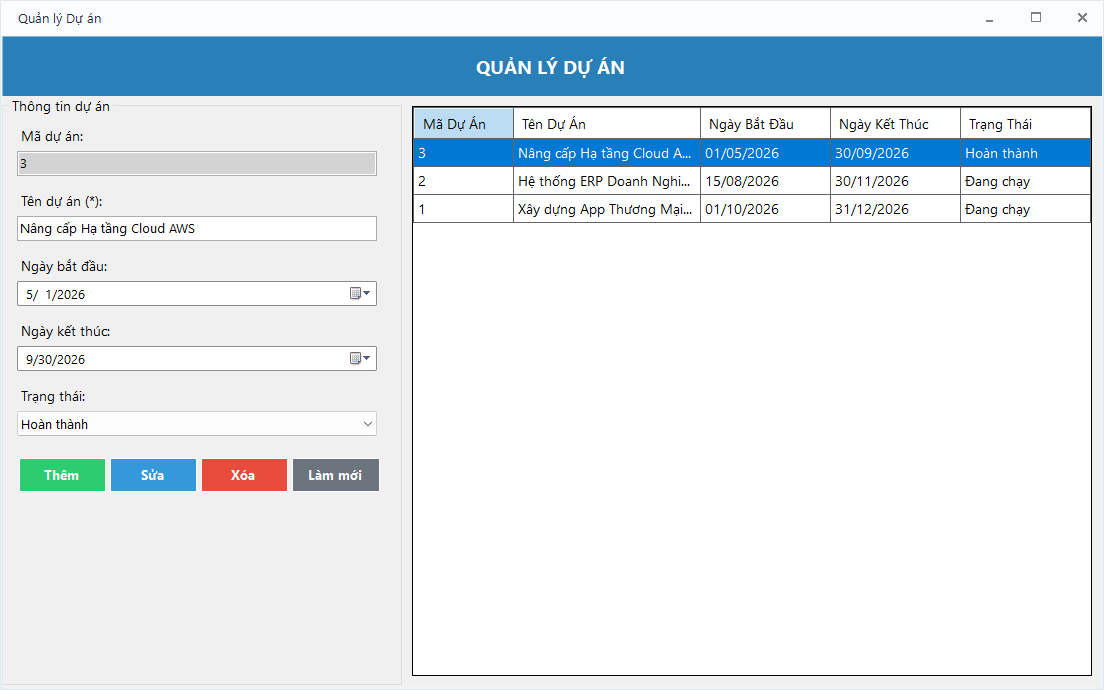 Quản lý Dự án
QUẢN LÝ DỰ ÁN
Thông tin dự án
Mã dự án:
3
Tên dự án (*):
Nâng cấp Hạ tầng Cloud AWS
Ngày bắt đầu:
5/ 1/2026
Ngày kết thúc:
9/30/2026
Trạng thái:
Hoàn thành
Thêm Sửa Xóa Làm mới
Mã Dự Án Tên Dự Án Ngày Bắt Đầu Ngày Kết Thúc Trạng Thái
3 Nâng cấp Hạ tầng Cloud A... 01/05/2026 30/09/2026 Hoàn thành
2 Hệ thống ERP Doanh Nghi... 15/08/2026 30/11/2026 Đang chạy
1 Xây dựng App Thương Mại... 01/10/2026 31/12/2026 Đang chạy